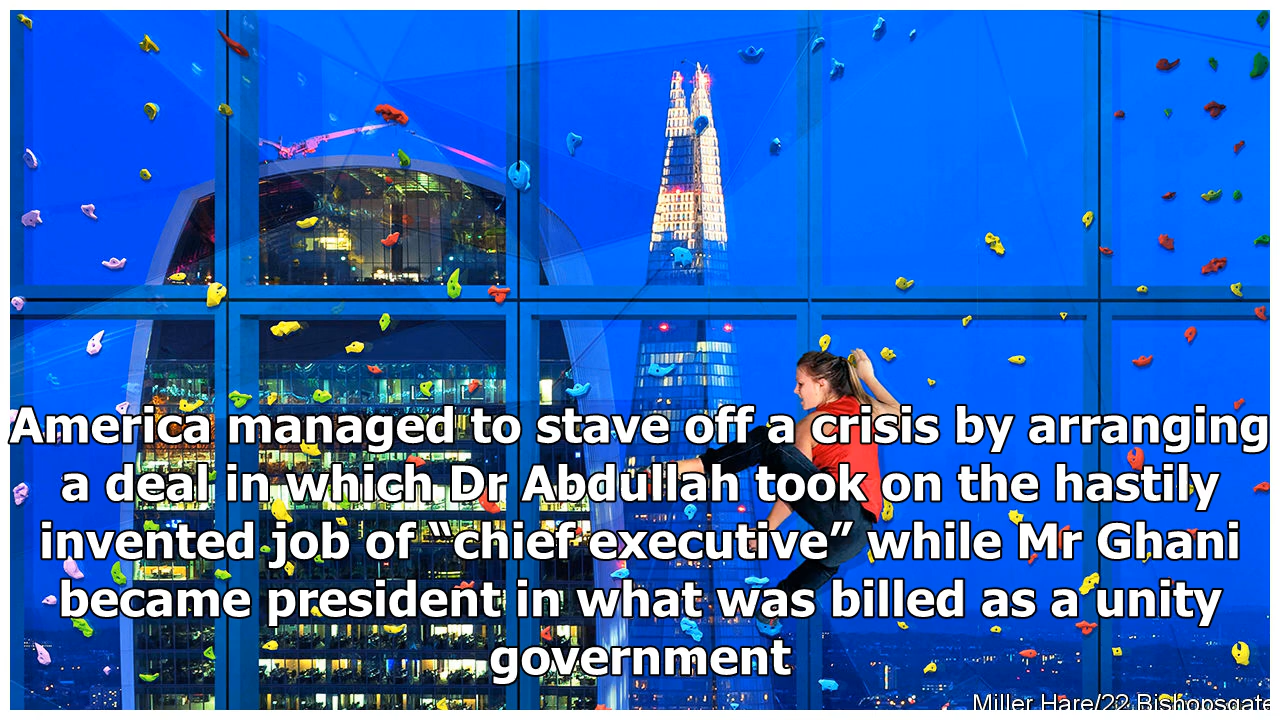 America managed to stave off a crisis by arranging
a deal in which Dr Abdullah took on the hastily
invented job of “chief executive” while Mr Ghani
became president in what was billed as a unity
government
Miller Hare/22 Bishopsgate